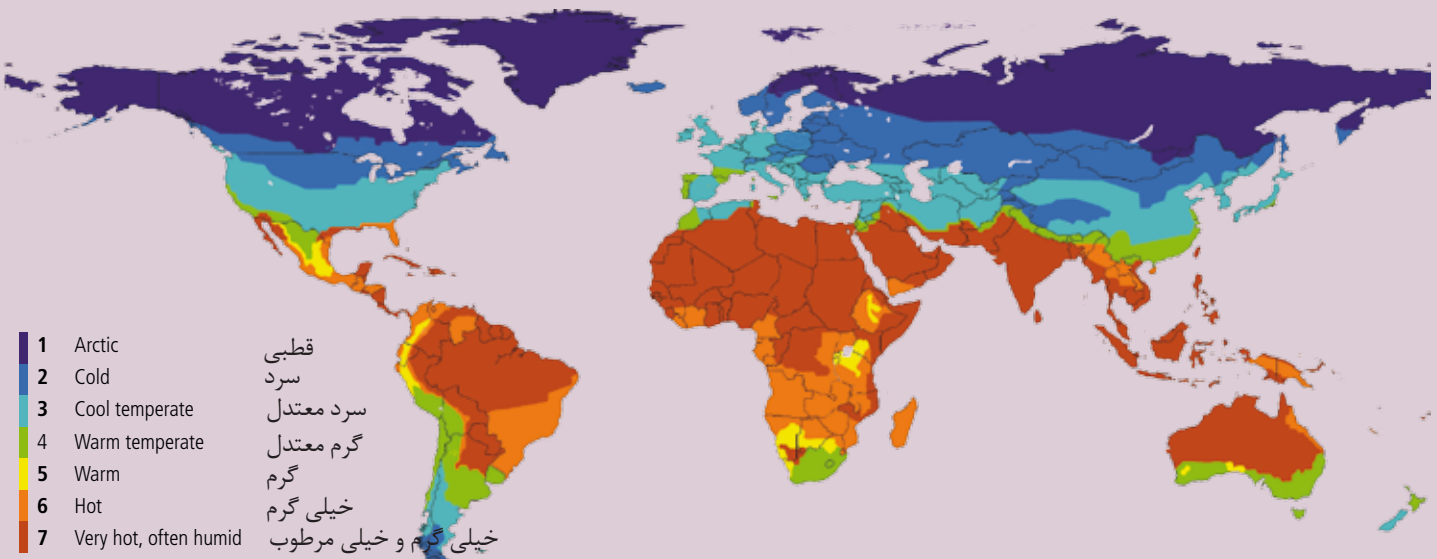 1 Arctic قطبی
2 Cold سرد
3 Cool temperate سرد معتدل
4 Warm temperate گرم معتدل
5 Warm گرم
6 Hot خیلی گرم
7 Very hot, often humid خیلی گرم و خیلی مرطوب